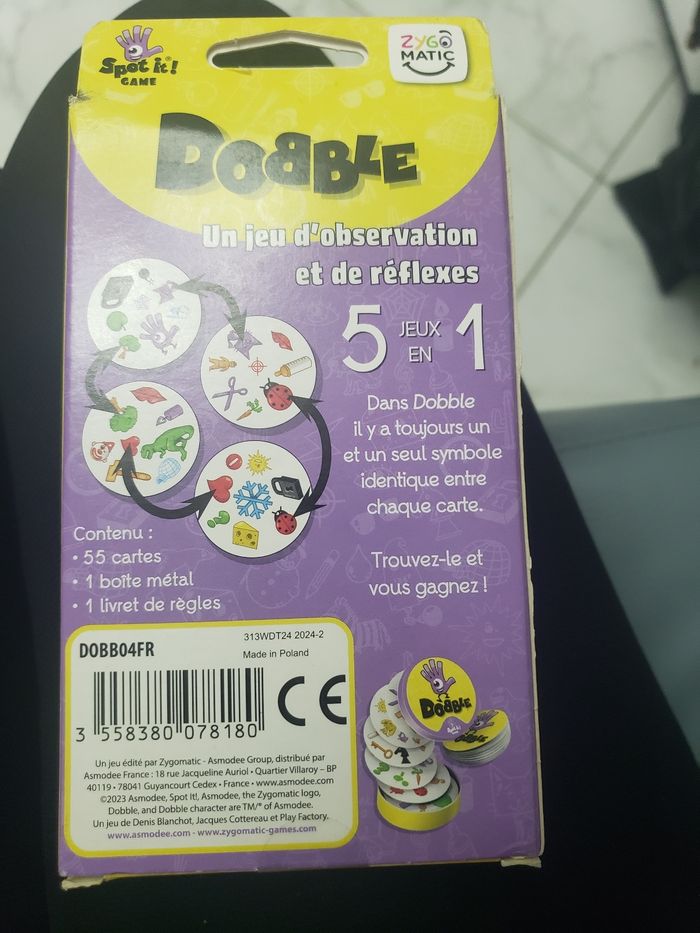 Spot it!
GAME
ZYGO
MATIC
DOBBLE
Un jeu d'observation
et de réflexes
5 JEUX EN 1
Dans Dobble
il y a toujours un
et un seul symbole
identique entre
chaque carte.
Trouvez-le et
vous gagnez !
Contenu :
• 55 cartes
• 1 boîte métal
• 1 livret de règles
DOBB04FR
313WDT24 2024-2
Made in Poland
CE
3 558380 078180
Un jeu édité par Zygomatic - Asmodee Group, distribué par
Asmodee France : 18 rue Jacqueline Auriol • Quartier Villaroy – BP
40119 • 78041 Guyancourt Cedex • France • www.asmodee.com
©2023 Asmodee, Spot It!, Asmodee, the Zygomatic logo,
Dobble, and Dobble character are TM/® of Asmodee.
Un jeu de Denis Blanchot, Jacques Cottereau et Play Factory.
www.asmodee.com - www.zygomatic-games.com
DOBBLE